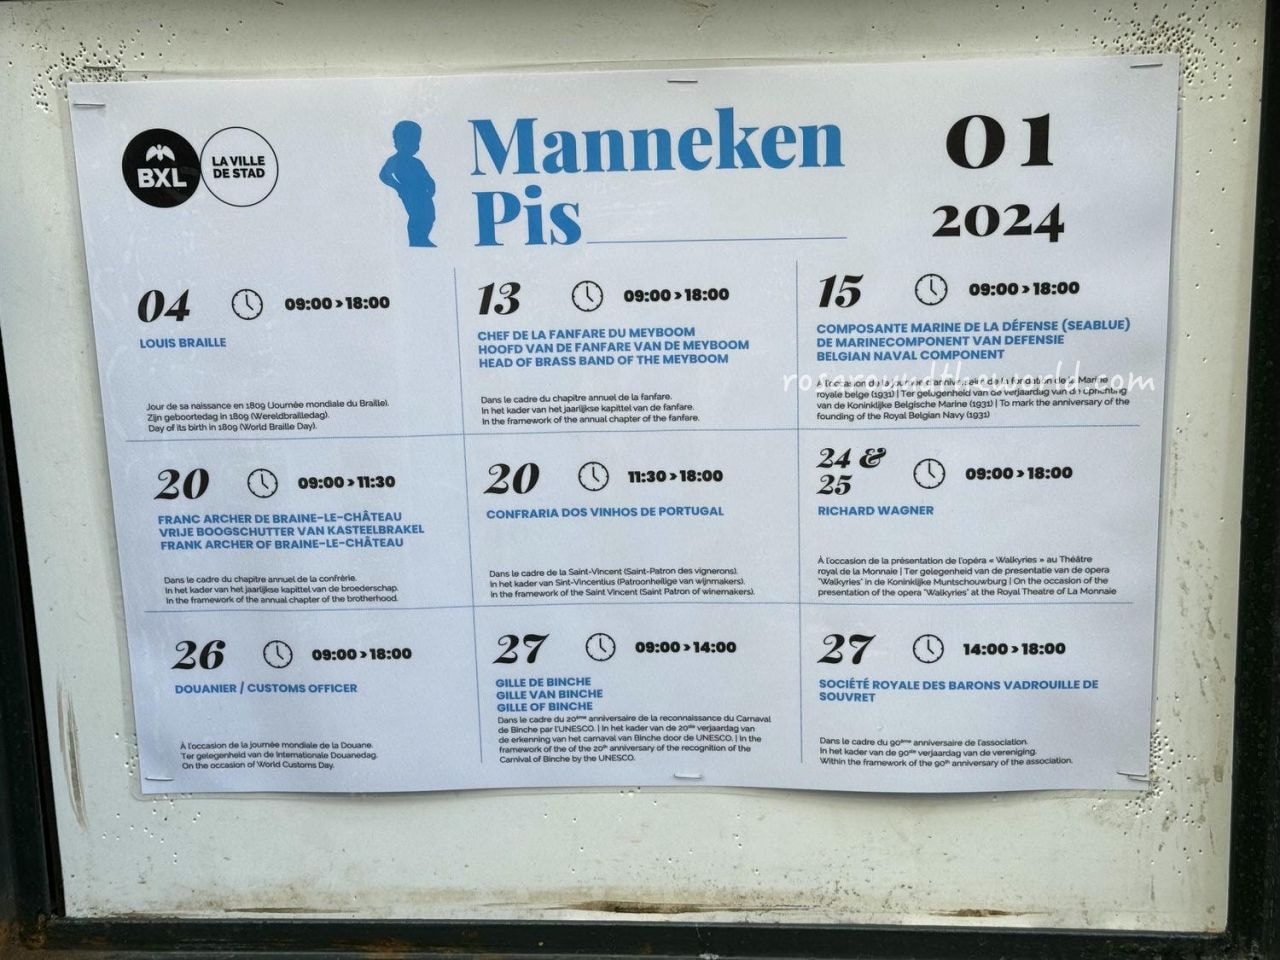 BXL
LA VILLE
DE STAD
Manneken
Pis
01
2024
04
09:00 > 18:00
LOUIS BRAILLE
Jour de sa naissance en 1809 (Journée mondiale du Braille).
Zijn geboortedag in 1809 (Wereldbrailledag).
Day of its birth in 1809 (World Braille Day).
13
09:00 > 18:00
CHEF DE LA FANFARE DU MEYBOOM
HOOFD VAN DE FANFARE VAN DE MEYBOOM
HEAD OF BRASS BAND OF THE MEYBOOM
Dans le cadre du chapitre annuel de la fanfare.
In het kader van het jaarlijkse kapittel van de fanfare.
In the framework of the annual chapter of the fanfare.
15
09:00 > 18:00
COMPOSANTE MARINE DE LA DÉFENSE (SEABLUE)
DE MARINECOMPONENT VAN DEFENSIE
BELGIAN NAVAL COMPONENT
rosaroundtheworld.com
À l'occasion de la journée d'anniversaire de la fondation de la Marine
royale belge (1931) | Ter gelegenheid van de verjaardag van de oprichting
van de Koninklijke Belgische Marine (1931) | To mark the anniversary of the
founding of the Royal Belgian Navy (1931)
20
09:00 > 11:30
FRANC ARCHER DE BRAINE-LE-CHÂTEAU
VRIJE BOOGSCHUTTER VAN KASTEELBRAKEL
FRANK ARCHER OF BRAINE-LE-CHÂTEAU
Dans le cadre du chapitre annuel de la confrérie.
In het kader van het jaarlijkse kapittel van de broederschap.
In the framework of the annual chapter of the brotherhood.
20
11:30 > 18:00
CONFRARIA DOS VINHOS DE PORTUGAL
Dans le cadre de la Saint-Vincent (Saint-Patron des vignerons).
In het kader van Sint-Vincentius (Patroonheilige van wijnmakers).
In the framework of the Saint Vincent (Saint Patron of winemakers).
24 &
25
09:00 > 18:00
RICHARD WAGNER
À l'occasion de la présentation de l'opéra « Walkyries » au Théâtre
royal de la Monnaie | Ter gelegenheid van de presentatie van de opera
"Walkyries" in de Koninklijke Muntschouwburg | On the occasion of the
presentation of the opera "Walkyries" at the Royal Theatre of La Monnaie
26
09:00 > 18:00
DOUANIER / CUSTOMS OFFICER
À l'occasion de la journée mondiale de la Douane.
Ter gelegenheid van de Internationale Douanedag.
On the occasion of World Customs Day.
27
09:00 > 14:00
GILLE DE BINCHE
GILLE VAN BINCHE
GILLE OF BINCHE
Dans le cadre du 20ème anniversaire de la reconnaissance du Carnaval
de Binche par l'UNESCO. | In het kader van de 20ste verjaardag van
de erkenning van het carnaval van Binche door de UNESCO. | In the
framework of the of the 20th anniversary of the recognition of the
Carnival of Binche by the UNESCO.
27
14:00 > 18:00
SOCIÉTÉ ROYALE DES BARONS VADROUILLE DE
SOUVRET
Dans le cadre du 90ème anniversaire de l'association.
In het kader van de 90ste verjaardag van de vereniging.
Within the framework of the 90th anniversary of the association.